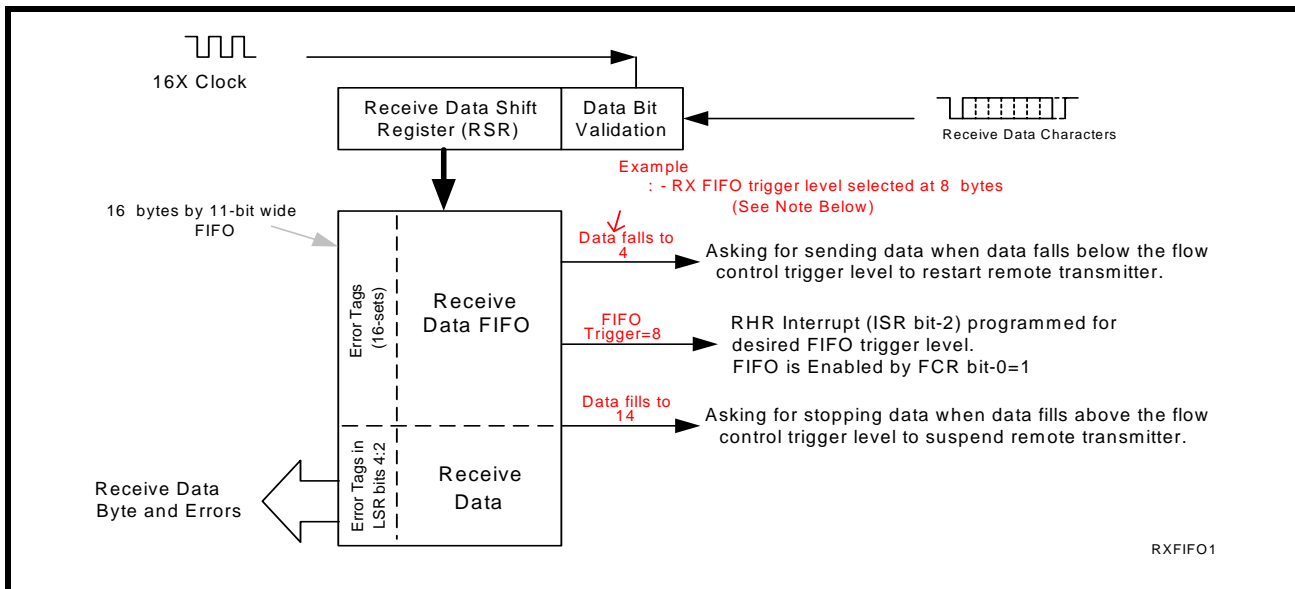 16X Clock
Receive Data Shift
Register (RSR)
Data Bit
Validation
Receive Data Characters
Example
: - RX FIFO trigger level selected at 8 bytes
(See Note Below)
16 bytes by 11-bit wide
FIFO
Error Tags
(16-sets)
Receive
Data FIFO
Data falls to
4
Asking for sending data when data falls below the flow
control trigger level to restart remote transmitter.
FIFO
Trigger=8
RHR Interrupt (ISR bit-2) programmed for
desired FIFO trigger level.
FIFO is Enabled by FCR bit-0=1
Data fills to
14
Asking for stopping data when data fills above the flow
control trigger level to suspend remote transmitter.
Error Tags in
LSR bits 4:2
Receive
Data
Receive Data
Byte and Errors
RXFIFO1